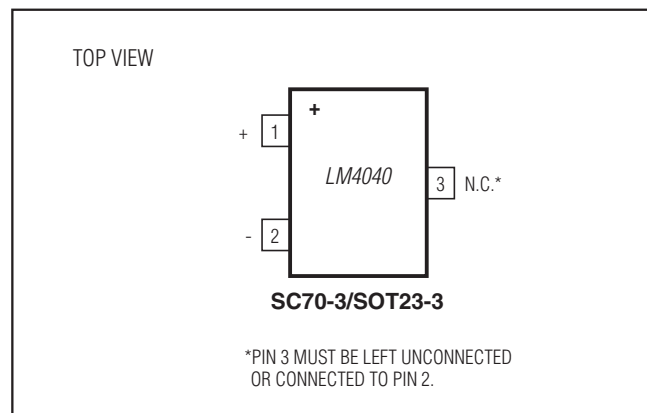 TOP VIEW
+
+ 1
LM4040
3 N.C.*
- 2
SC70-3/SOT23-3
*PIN 3 MUST BE LEFT UNCONNECTED
OR CONNECTED TO PIN 2.